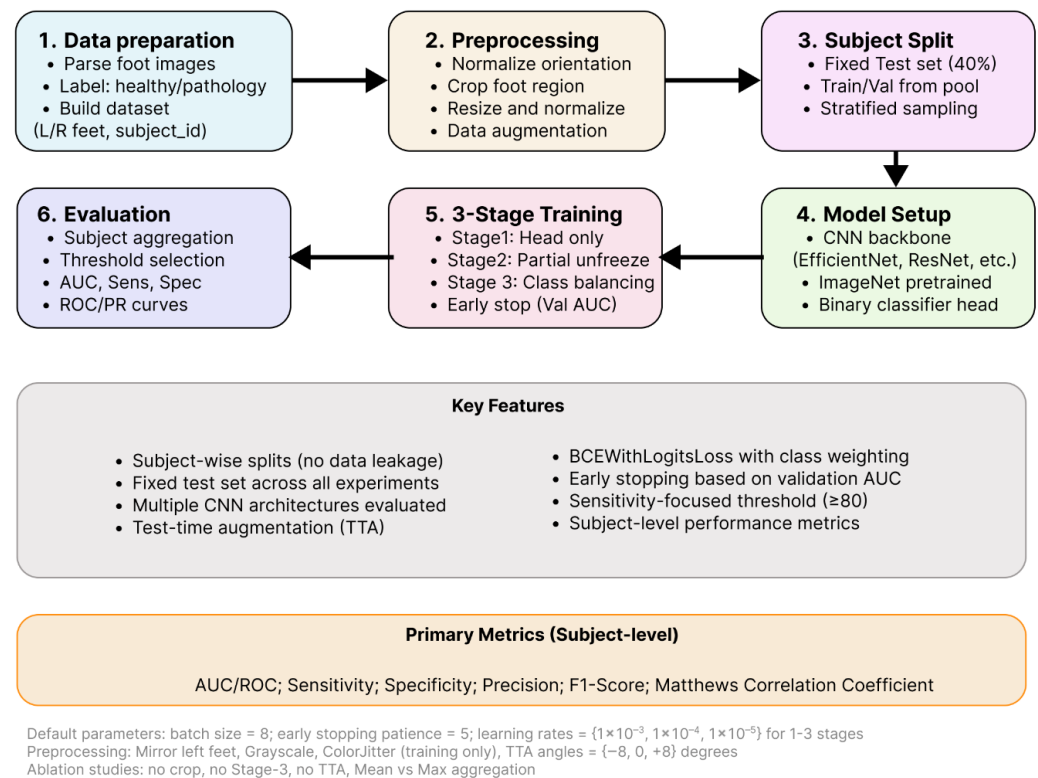 1. Data preparation
• Parse foot images
• Label: healthy/pathology
• Build dataset
(L/R feet, subject_id)
2. Preprocessing
• Normalize orientation
• Crop foot region
• Resize and normalize
• Data augmentation
3. Subject Split
• Fixed Test set (40%)
• Train/Val from pool
• Stratified sampling
4. Model Setup
• CNN backbone
(EfficientNet, ResNet, etc.)
• ImageNet pretrained
• Binary classifier head
5. 3-Stage Training
• Stage1: Head only
• Stage2: Partial unfreeze
• Stage 3: Class balancing
• Early stop (Val AUC)
6. Evaluation
• Subject aggregation
• Threshold selection
• AUC, Sens, Spec
• ROC/PR curves
Key Features
• Subject-wise splits (no data leakage)
• Fixed test set across all experiments
• Multiple CNN architectures evaluated
• Test-time augmentation (TTA)
• BCEWithLogitsLoss with class weighting
• Early stopping based on validation AUC
• Sensitivity-focused threshold (≥80)
• Subject-level performance metrics
Primary Metrics (Subject-level)
AUC/ROC; Sensitivity; Specificity; Precision; F1-Score; Matthews Correlation Coefficient
Default parameters: batch size = 8; early stopping patience = 5; learning rates = {1×10⁻³, 1×10⁻⁴, 1×10⁻⁵} for 1-3 stages
Preprocessing: Mirror left feet, Grayscale, ColorJitter (training only), TTA angles = {−8, 0, +8} degrees
Ablation studies: no crop, no Stage-3, no TTA, Mean vs Max aggregation